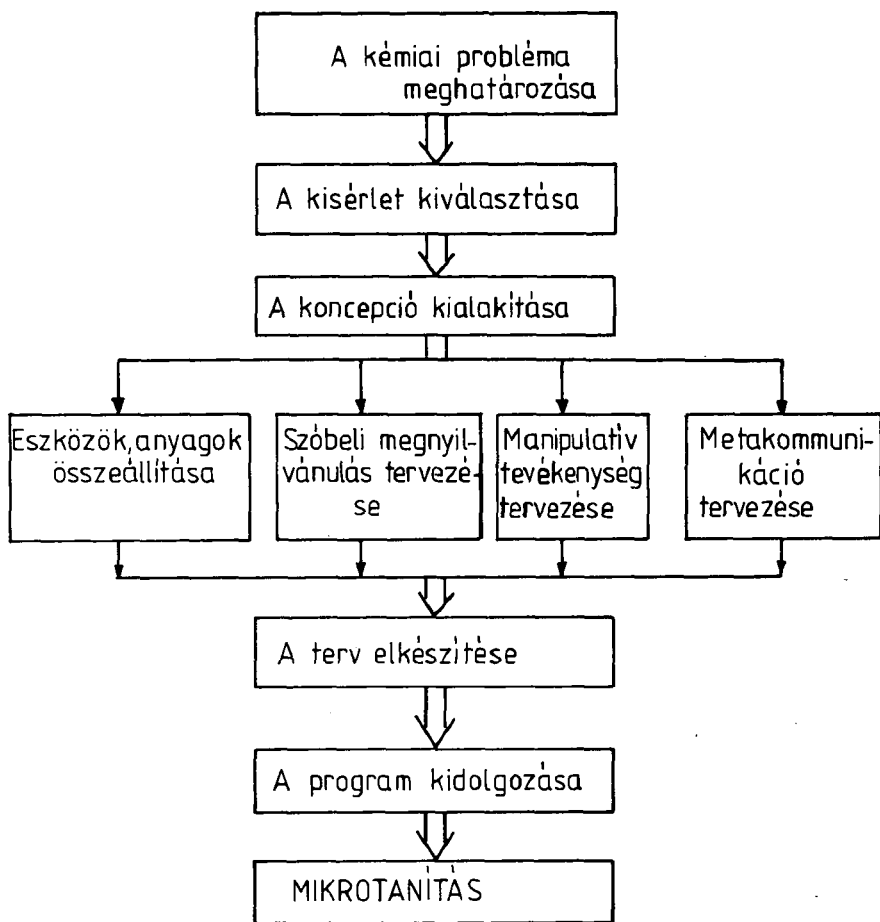 A kémiai probléma
meghatározása
A kisérlet kiválasztása
A koncepció kialakítása
Eszközök, anyagok
összeállítása
Szóbeli megnyil-
vánulás tervezé-
se
Manipulatív
tevékenység
tervezése
Metakommuni-
káció
tervezése
A terv elkészítése
A program kidolgozása
MIKROTANÍTÁS